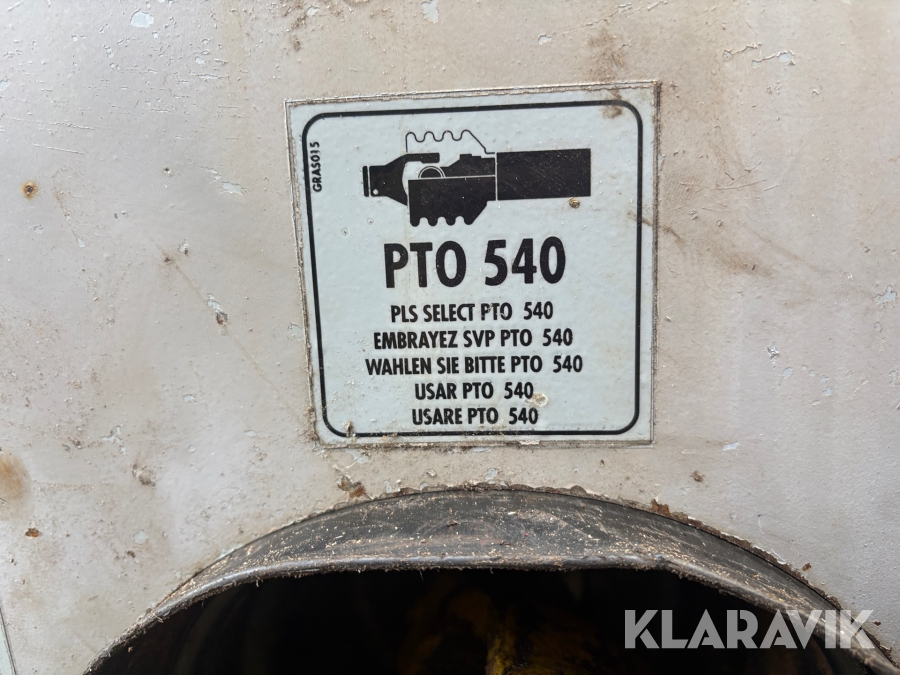 GRAS015
PTO 540
PLS SELECT PTO 540
EMBRAYEZ SVP PTO 540
WAHLEN SIE BITTE PTO 540
USAR PTO 540
USARE PTO 540
KLARAVIK